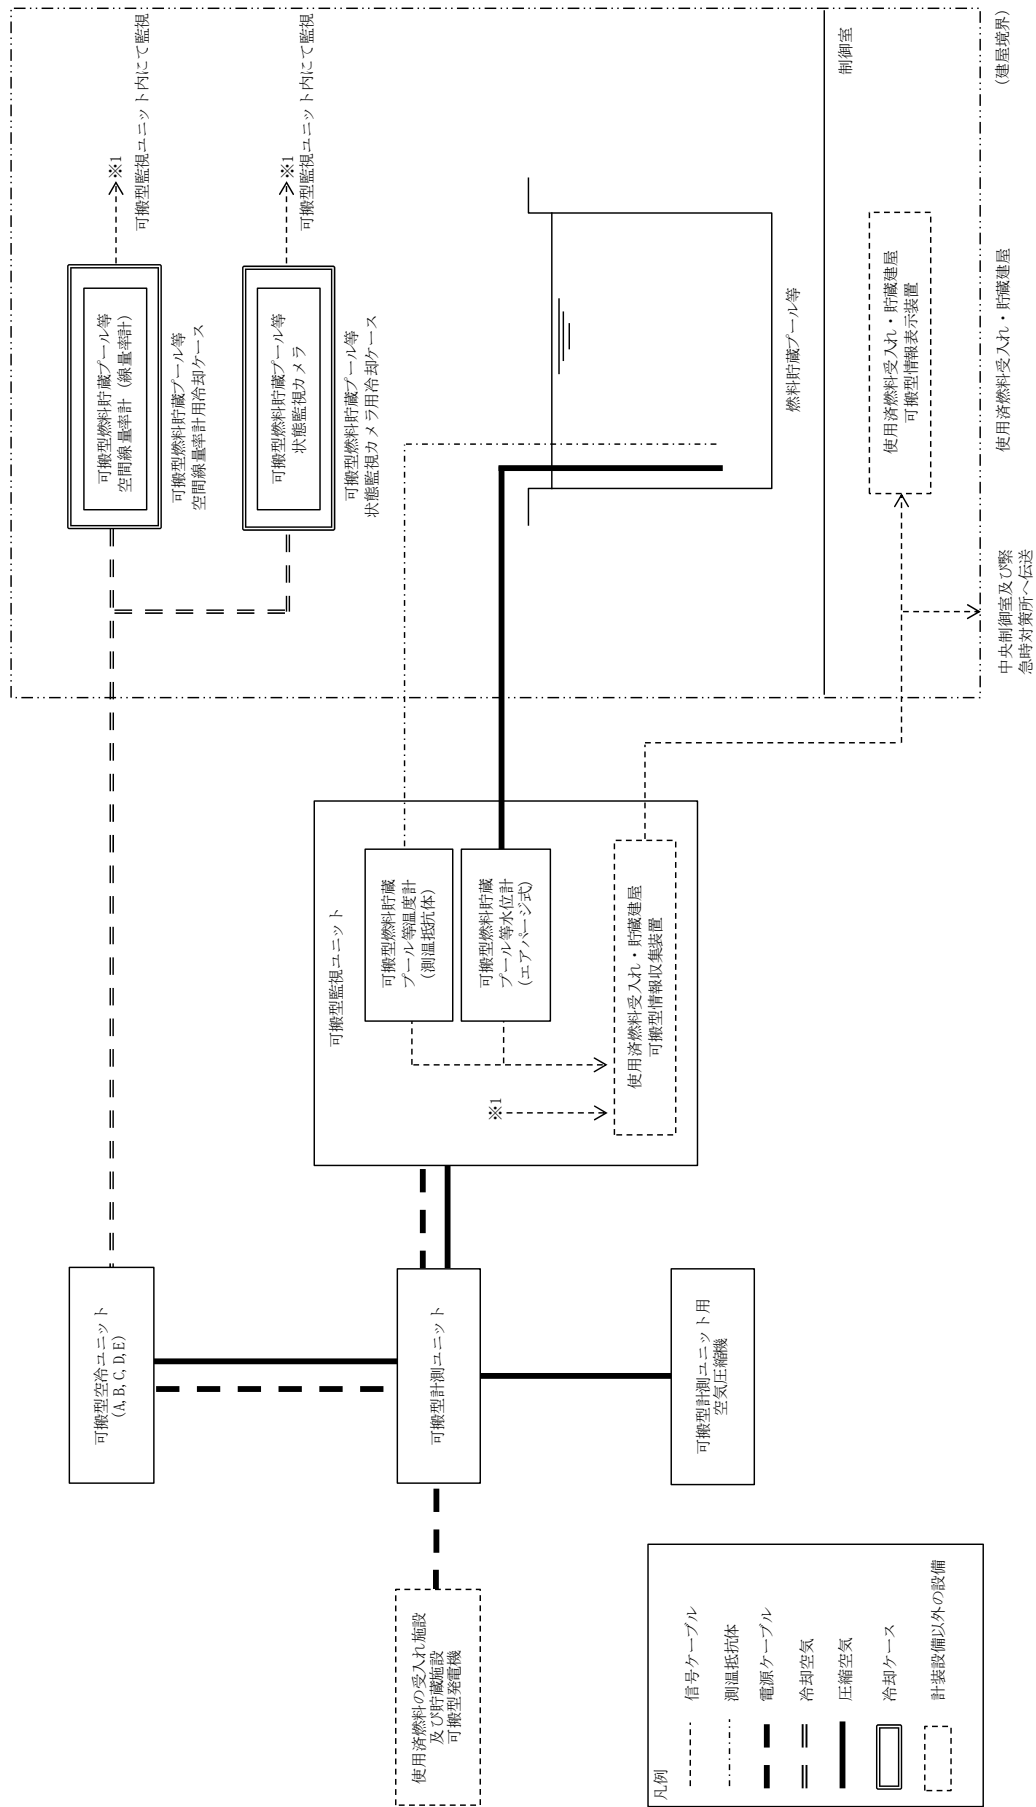 使用済燃料の受入れ施設
及び貯蔵施設
可搬型発電機
可搬型空冷ユニット
(A, B, C, D, E)
可搬型計測ユニット
可搬型計測ユニット用
空気圧縮機
可搬型監視ユニット
可搬型燃料貯蔵
プール等温度計
(測温抵抗体)
可搬型燃料貯蔵
プール等水位計
(エアパージ式)
※1
使用済燃料受入れ・貯蔵建屋
可搬型情報収集装置
可搬型燃料貯蔵プール等
空間線量率計(線量率計)
可搬型燃料貯蔵プール等
空間線量率計用冷却ケース
※1
可搬型監視ユニット内にて監視
可搬型燃料貯蔵プール等
状態監視カメラ
可搬型燃料貯蔵プール等
状態監視カメラ用冷却ケース
※1
可搬型監視ユニット内にて監視
燃料貯蔵プール等
制御室
使用済燃料受入れ・貯蔵建屋
可搬型情報表示装置
中央制御室及び緊
急時対策所へ伝送
使用済燃料受入れ・貯蔵建屋
(建屋境界)
凡例
信号ケーブル
測温抵抗体
電源ケーブル
冷却空気
圧縮空気
冷却ケース
計装設備以外の設備